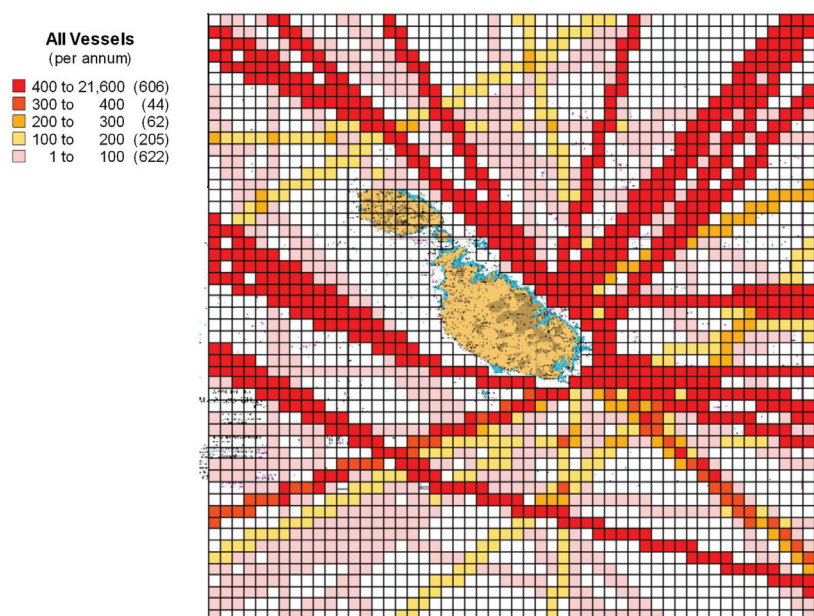 All Vessels
(per annum)
400 to 21,600 (606)
300 to 400 (44)
200 to 300 (62)
100 to 200 (205)
1 to 100 (622)